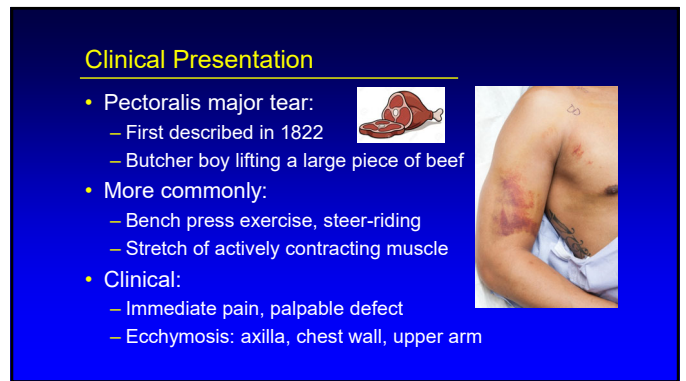 Clinical Presentation
• Pectoralis major tear:
– First described in 1822
– Butcher boy lifting a large piece of beef
• More commonly:
– Bench press exercise, steer-riding
– Stretch of actively contracting muscle
• Clinical:
– Immediate pain, palpable defect
– Ecchymosis: axilla, chest wall, upper arm